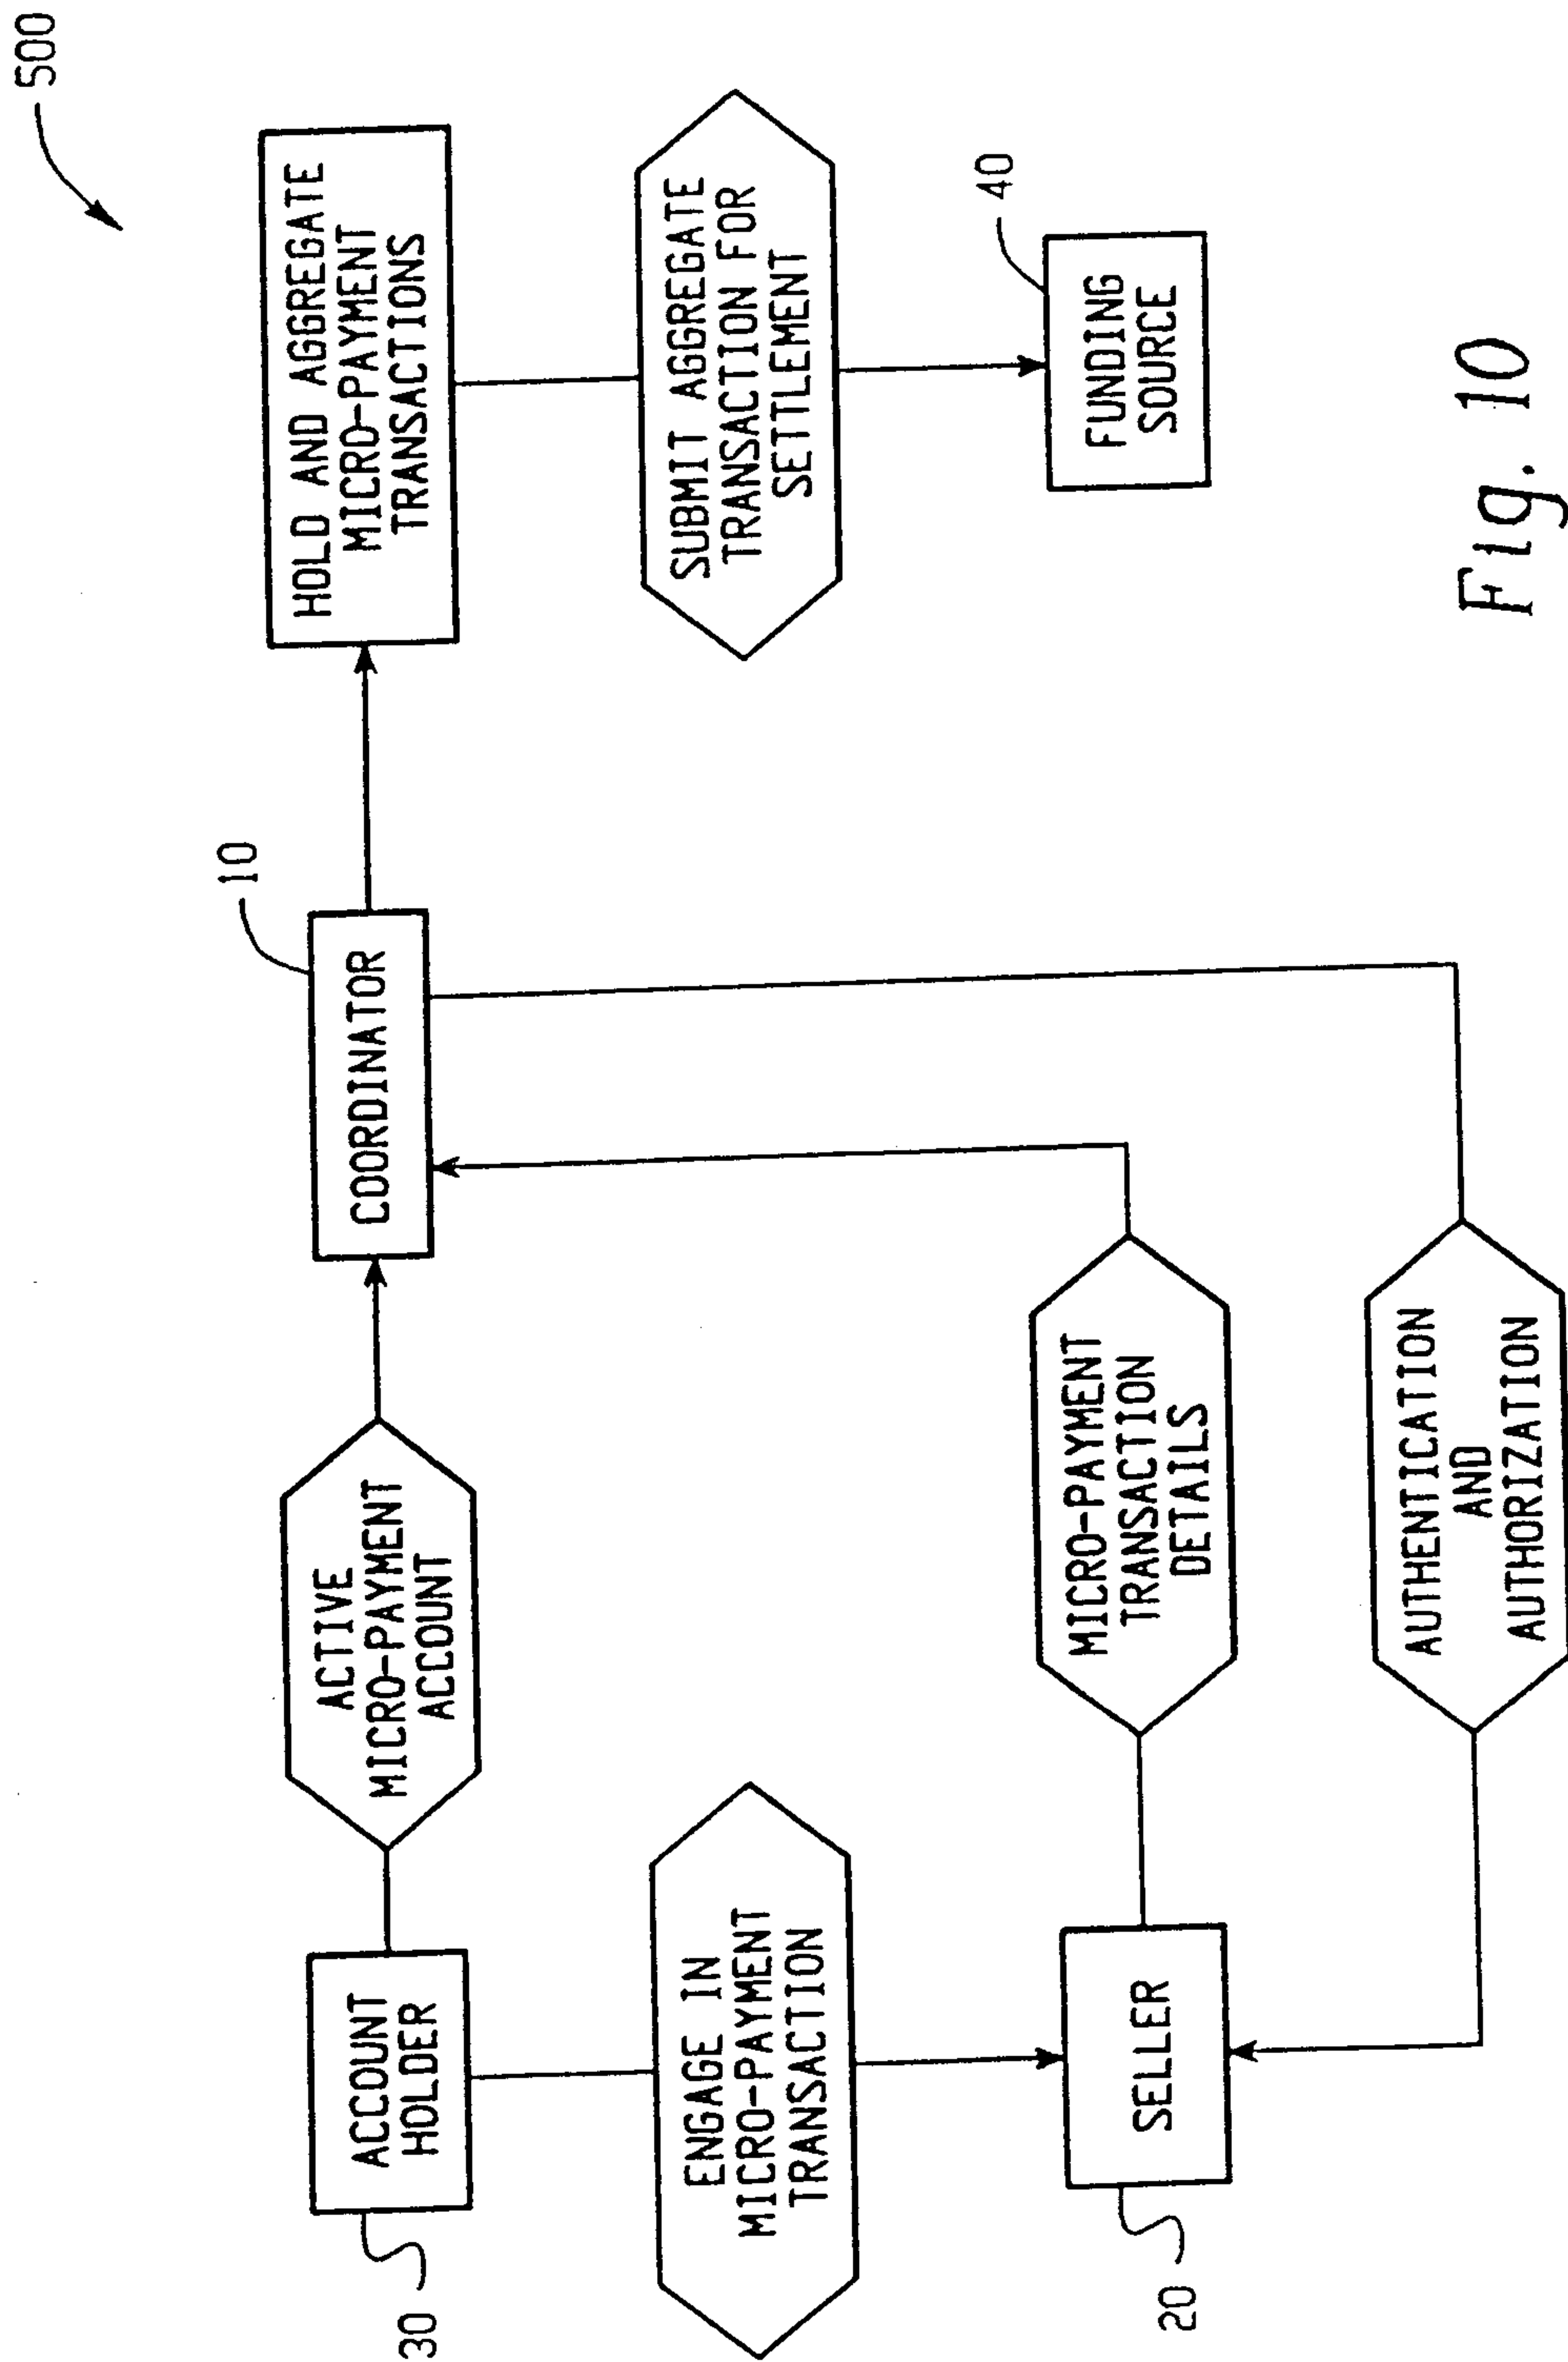 500
ACCOUNT
HOLDER
30
ACTIVE
MICRO-PAYMENT
ACCOUNT
COORDINATOR
10
HOLD AND AGGREGATE
MICRO-PAYMENT
TRANSACTIONS
ENGAGE IN
MICRO-PAYMENT
TRANSACTION
SUBMIT AGGREGATE
TRANSACTION FOR
SETTLEMENT
SELLER
20
MICRO-PAYMENT
TRANSACTION
DETAILS
FUNDING
SOURCE
40
AUTHENTICATION
AND
AUTHORIZATION
Fig. 10